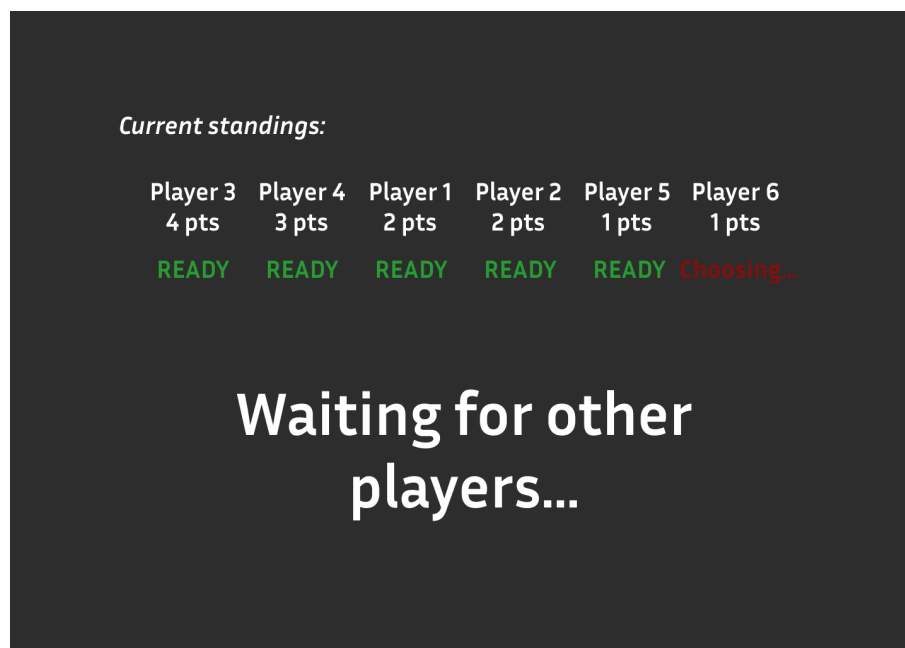 Current standings:
Player 3 Player 4 Player 1 Player 2 Player 5 Player 6
4 pts 3 pts 2 pts 2 pts 1 pts 1 pts
READY READY READY READY READY Choosing...
Waiting for other
players...